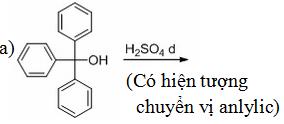 a)
OH
H₂SO₄ d
(Có hiện tượng
chuyển vị anlylic)